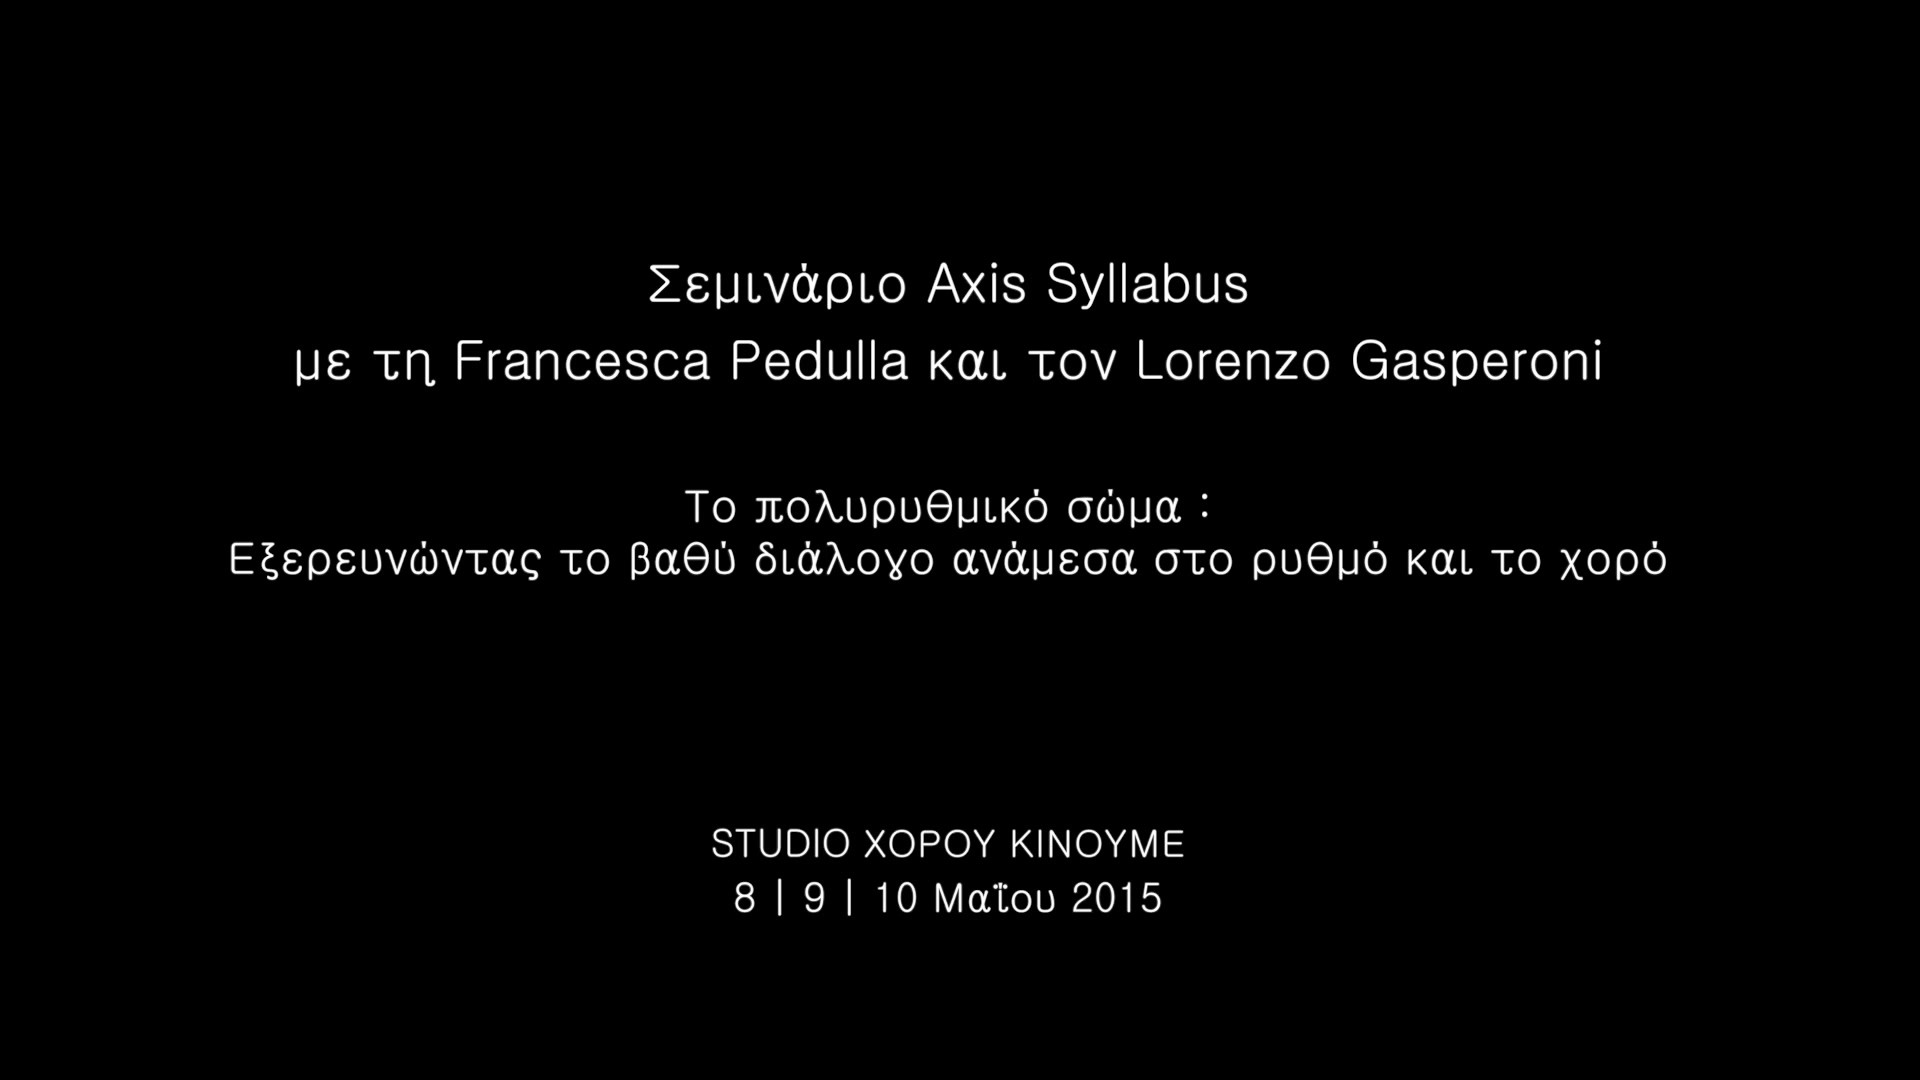 Σεμινάριο Axis Syllabus
με τη Francesca Pedulla και τον Lorenzo Gasperoni
Το πολυρυθμικό σώμα :
Εξερευνώντας το βαθύ διάλογο ανάμεσα στο ρυθμό και το χορό
STUDIO ΧΟΡΟΥ ΚΙΝΟΥΜΕ
8 | 9 | 10 Μαΐου 2015